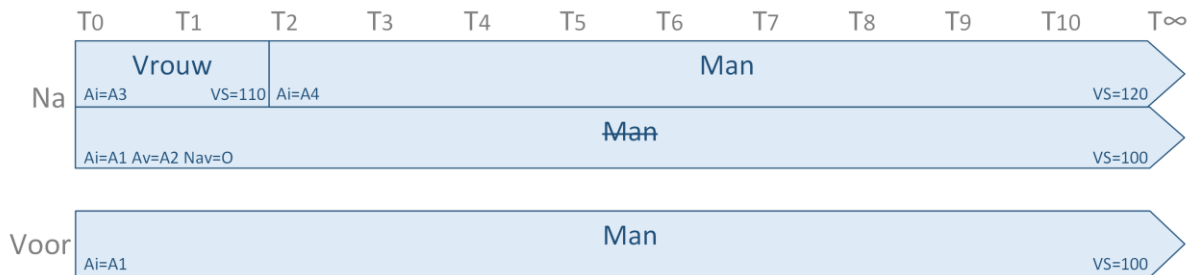 T0 T1 T2 T3 T4 T5 T6 T7 T8 T9 T10 T∞
Na
Vrouw Man
Ai=A3 VS=110 Ai=A4 VS=120
Man
Ai=A1 Av=A2 Nav=O VS=100
Voor
Man
Ai=A1 VS=100